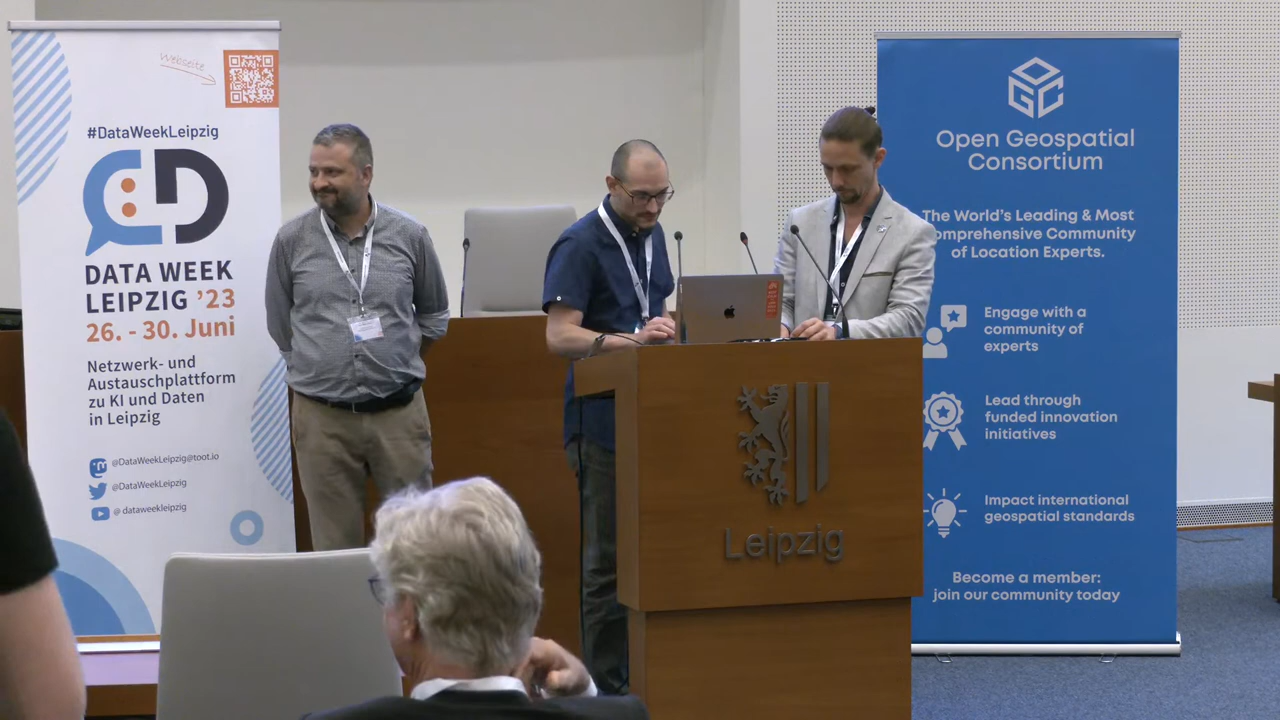 Webseite
#DataWeekLeipzig
DATA WEEK
LEIPZIG '23
26. - 30. Juni
Netzwerk- und
Austauschplattform
zu KI und Daten
in Leipzig
@DataWeekLeipzig@toot.io
@DataWeekLeipzig
@ dataweekleipzig
Leipzig
OGC
Open Geospatial
Consortium
The World's Leading & Most
omprehensive Community
of Location Experts.
Engage with a
community of
experts
Lead through
funded innovation
initiatives
Impact international
geospatial standards
Become a member:
join our community today